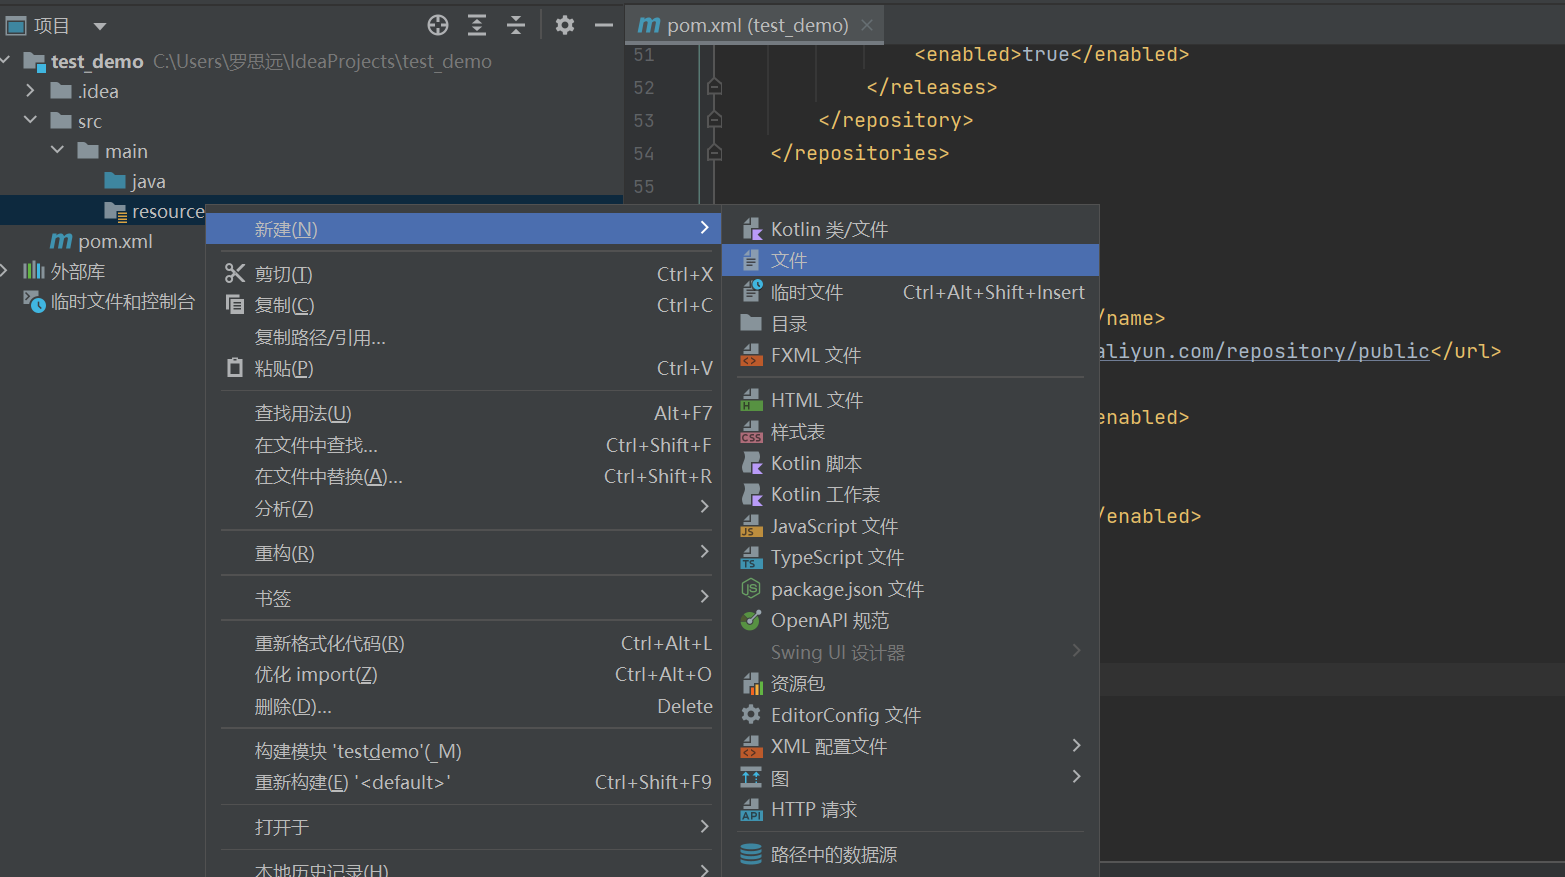 项目
test_demo C:\Users\罗思远\IdeaProjects\test_demo
.idea
src
main
java
resource
pom.xml
外部库
临时文件和控制台
pom.xml (test_demo)
51 <enabled>true</enabled>
52 </releases>
53 </repository>
54 </repositories>
55
/name>
aliyun.com/repository/public</url>
enabled>
/enabled>
新建(N)
剪切(T) Ctrl+X
复制(C) Ctrl+C
复制路径/引用...
粘贴(P) Ctrl+V
查找用法(U) Alt+F7
在文件中查找... Ctrl+Shift+F
在文件中替换(A)... Ctrl+Shift+R
分析(Z)
重构(R)
书签
重新格式化代码(R) Ctrl+Alt+L
优化 import(Z) Ctrl+Alt+O
删除(D)... Delete
构建模块 'testdemo'(_M)
重新构建(E) '<default>' Ctrl+Shift+F9
打开于
本地历史记录(H)
Kotlin 类/文件
文件
临时文件 Ctrl+Alt+Shift+Insert
目录
FXML 文件
HTML 文件
样式表
Kotlin 脚本
Kotlin 工作表
JavaScript 文件
TypeScript 文件
package.json 文件
OpenAPI 规范
Swing UI 设计器
资源包
EditorConfig 文件
XML 配置文件
图
HTTP 请求
路径中的数据源